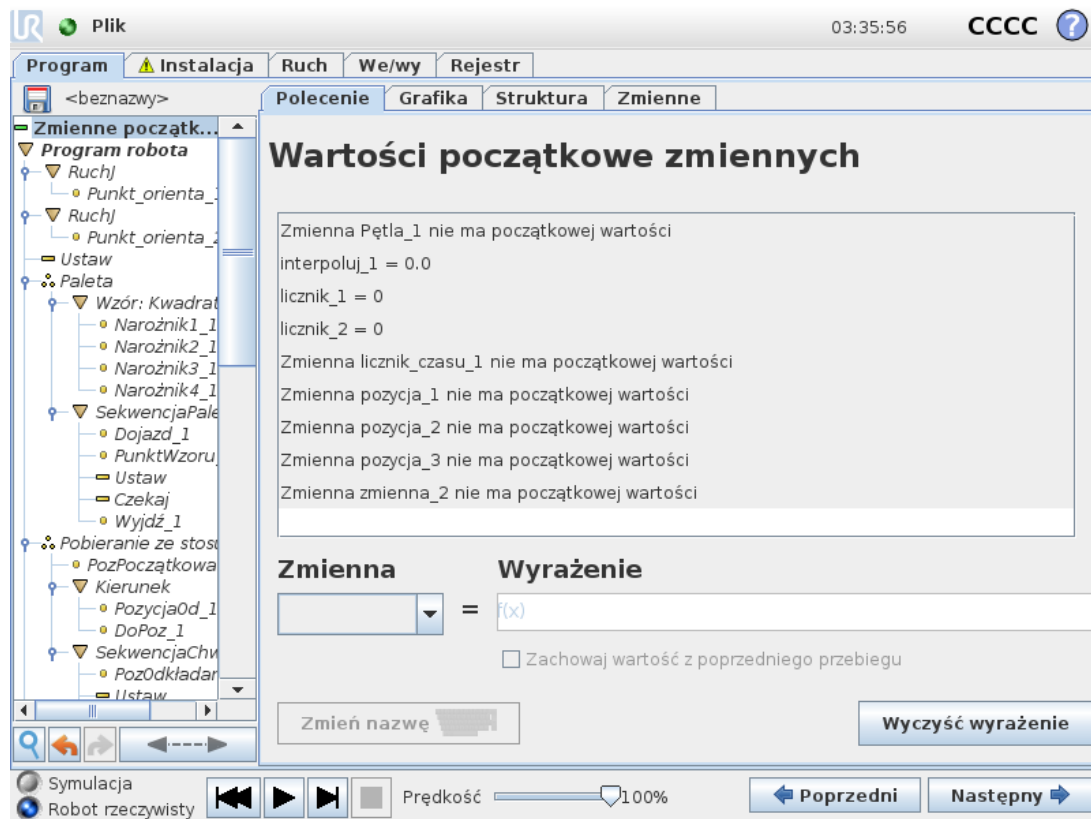 UR Plik 03:35:56 CCCC ?
Program Instalacja Ruch We/wy Rejestr
<beznazwy> Polecenie Grafika Struktura Zmienne
Zmienne początk...
Program robota
RuchJ
Punkt_orienta_1
RuchJ
Punkt_orienta_2
Ustaw
Paleta
Wzór: Kwadrat
Narożnik1_1
Narożnik2_1
Narożnik3_1
Narożnik4_1
SekwencjaPale
Dojazd_1
PunktWzoru_
Ustaw
Czekaj
Wyjdź_1
Pobieranie ze stosu
PozPoczątkowa
Kierunek
PozycjaOd_1
DoPoz_1
SekwencjaChw
PozOdkładan
Ustaw
Wartości początkowe zmiennych
Zmienna Pętla_1 nie ma początkowej wartości
interpoluj_1 = 0.0
licznik_1 = 0
licznik_2 = 0
Zmienna licznik_czasu_1 nie ma początkowej wartości
Zmienna pozycja_1 nie ma początkowej wartości
Zmienna pozycja_2 nie ma początkowej wartości
Zmienna pozycja_3 nie ma początkowej wartości
Zmienna zmienna_2 nie ma początkowej wartości
Zmienna Wyrażenie
= f(x)
Zachowaj wartość z poprzedniego przebiegu
Zmień nazwę Wyczyść wyrażenie
Symulacja
Robot rzeczywisty
Prędkość 100% Poprzedni Następny